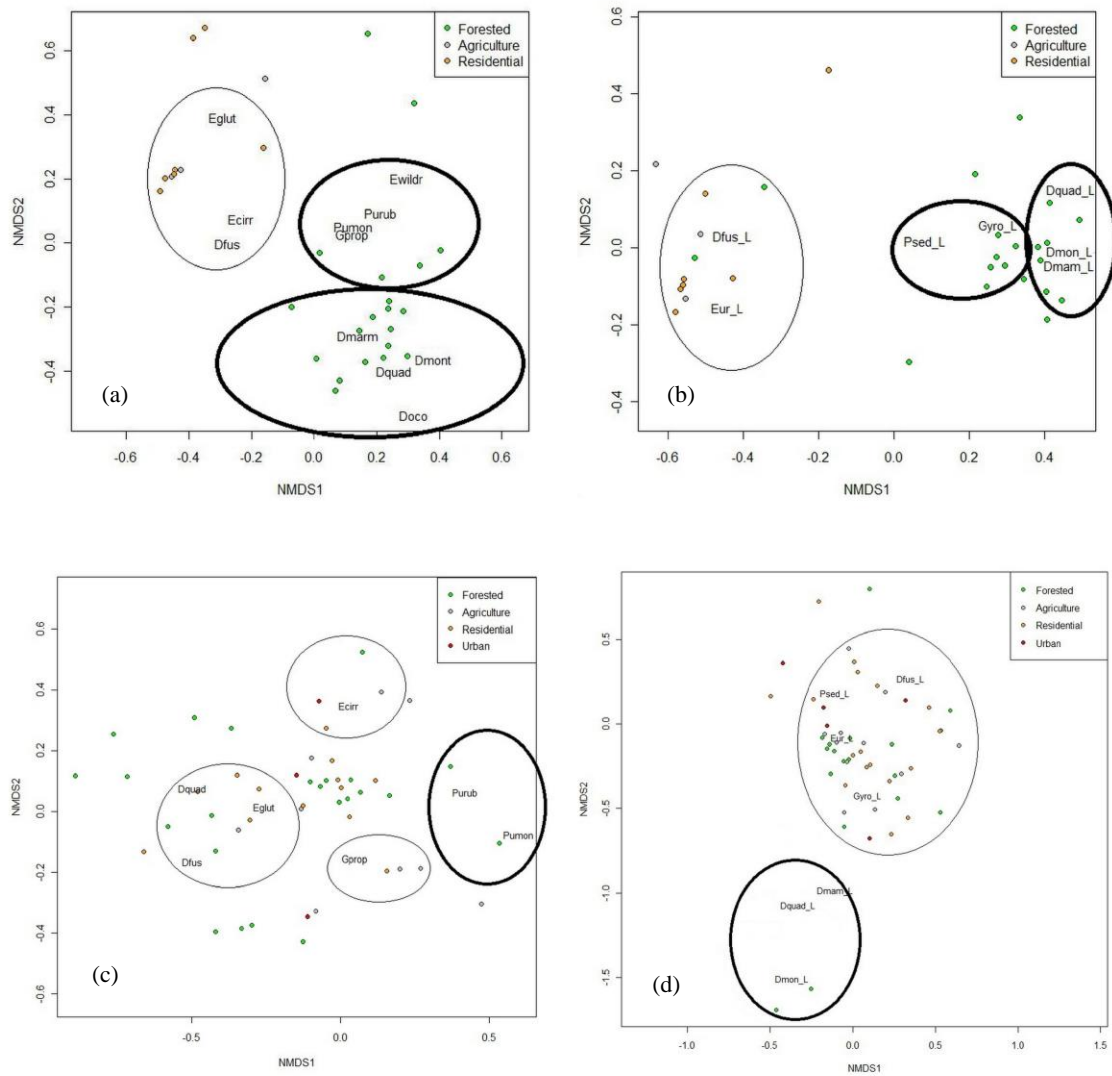 Forested
Agriculture
Residential
0.6
0.4
0.2
0.0
-0.2
-0.4
NMDS2
Eglut
Ecirr
Dfus
Ewildr
Purub
Pumon
Gprop
Dmarm
Dmont
Dquad
Doco
(a)
-0.6 -0.4 -0.2 0.0 0.2 0.4 0.6
NMDS1
Forested
Agriculture
Residential
0.6
0.4
0.2
0.0
-0.2
-0.4
NMDS2
Dfus_L
Eur_L
Psed_L
Gyro_L
Dquad_L
Dmon_L
Dmam_L
(b)
-0.6 -0.4 -0.2 0.0 0.2 0.4
NMDS1
Forested
Agriculture
Residential
Urban
0.6
0.4
0.2
0.0
-0.2
-0.4
-0.6
NMDS2
Ecirr
Dquad
Eglut
Dfus
Gprop
Purub
Pumon
(c)
-0.5 0.0 0.5
NMDS1
Forested
Agriculture
Residential
Urban
0.5
0.0
-0.5
-1.0
-1.5
NMDS2
Dfus_L
Psed_L
Eur_L
Gyro_L
Dmam_L
Dquad_L
Dmon_L
(d)
-1.0 -0.5 0.0 0.5 1.0 1.5
NMDS1